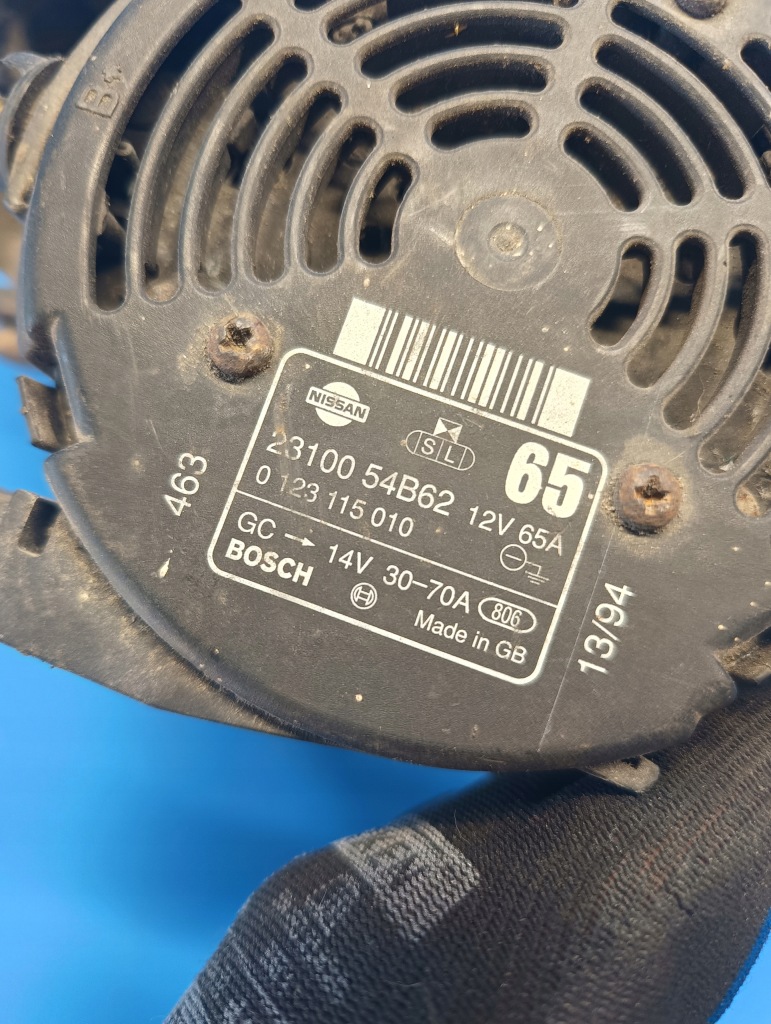 B+
NISSAN
S L
65
23100 54B62 12V 65A
0 123 115 010
GC → 14V 30-70A 806
BOSCH
Made in GB
463
13/94